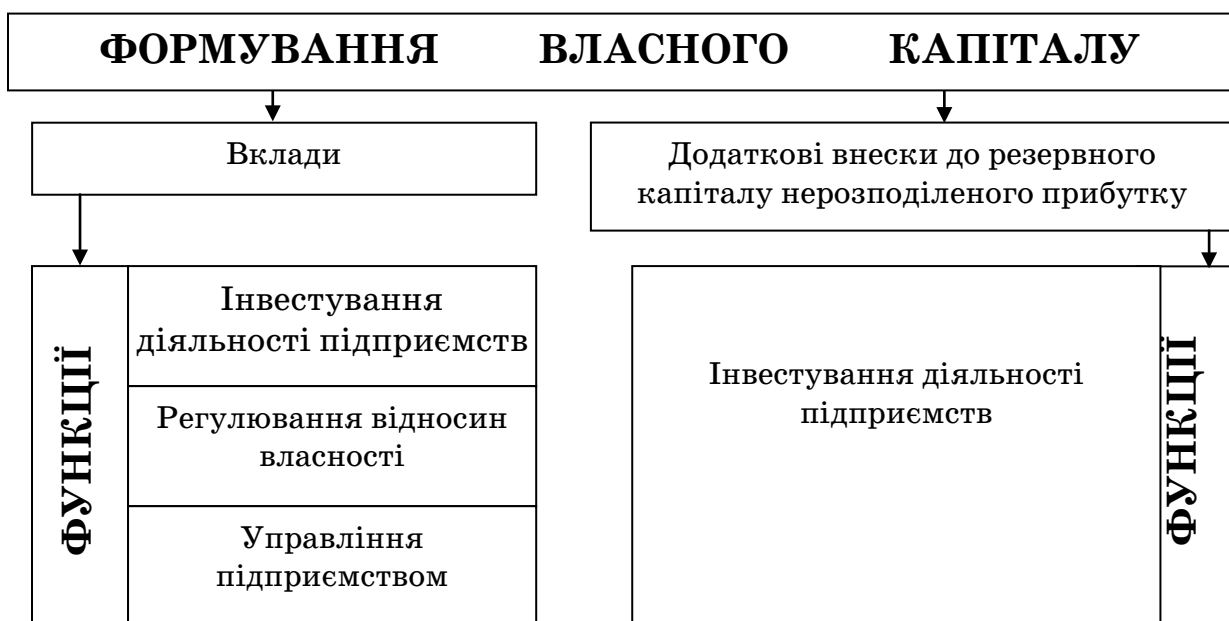 ФОРМУВАННЯ ВЛАСНОГО КАПІТАЛУ
Вклади
Додаткові внески до резервного
капіталу нерозподіленого прибутку
ФУНКЦІЇ
Інвестування
діяльності підприємств
Регулювання відносин
власності
Управління
підприємством
Інвестування діяльності
підприємств
ФУНКЦІЇ